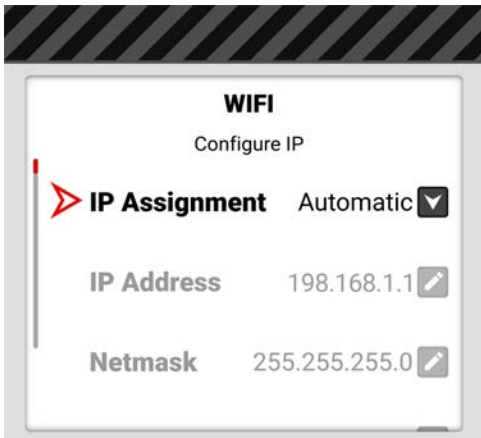 WIFI
Configure IP
IP Assignment Automatic
IP Address 198.168.1.1
Netmask 255.255.255.0